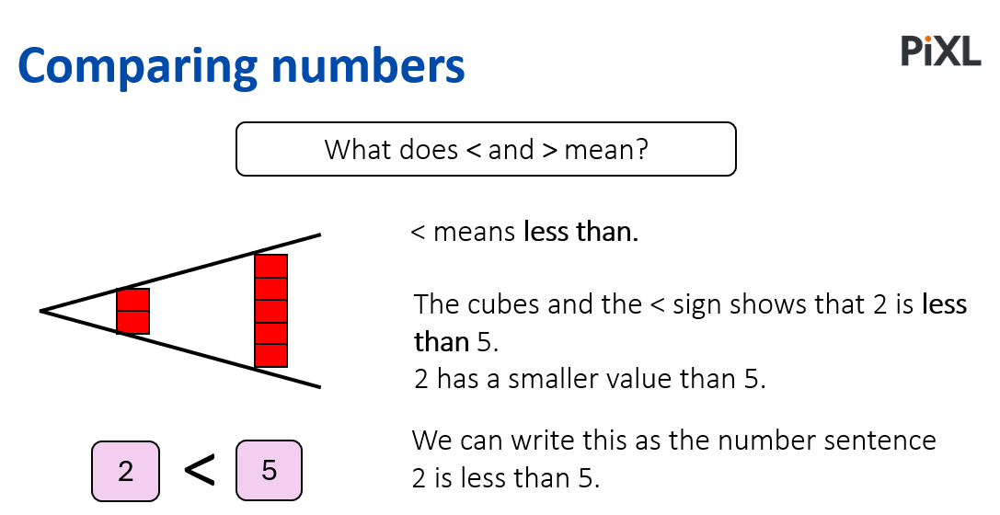 Comparing numbers
PiXL
What does < and > mean?
< means less than.
The cubes and the < sign shows that 2 is less
than 5.
2 has a smaller value than 5.
We can write this as the number sentence
2 is less than 5.
2 < 5